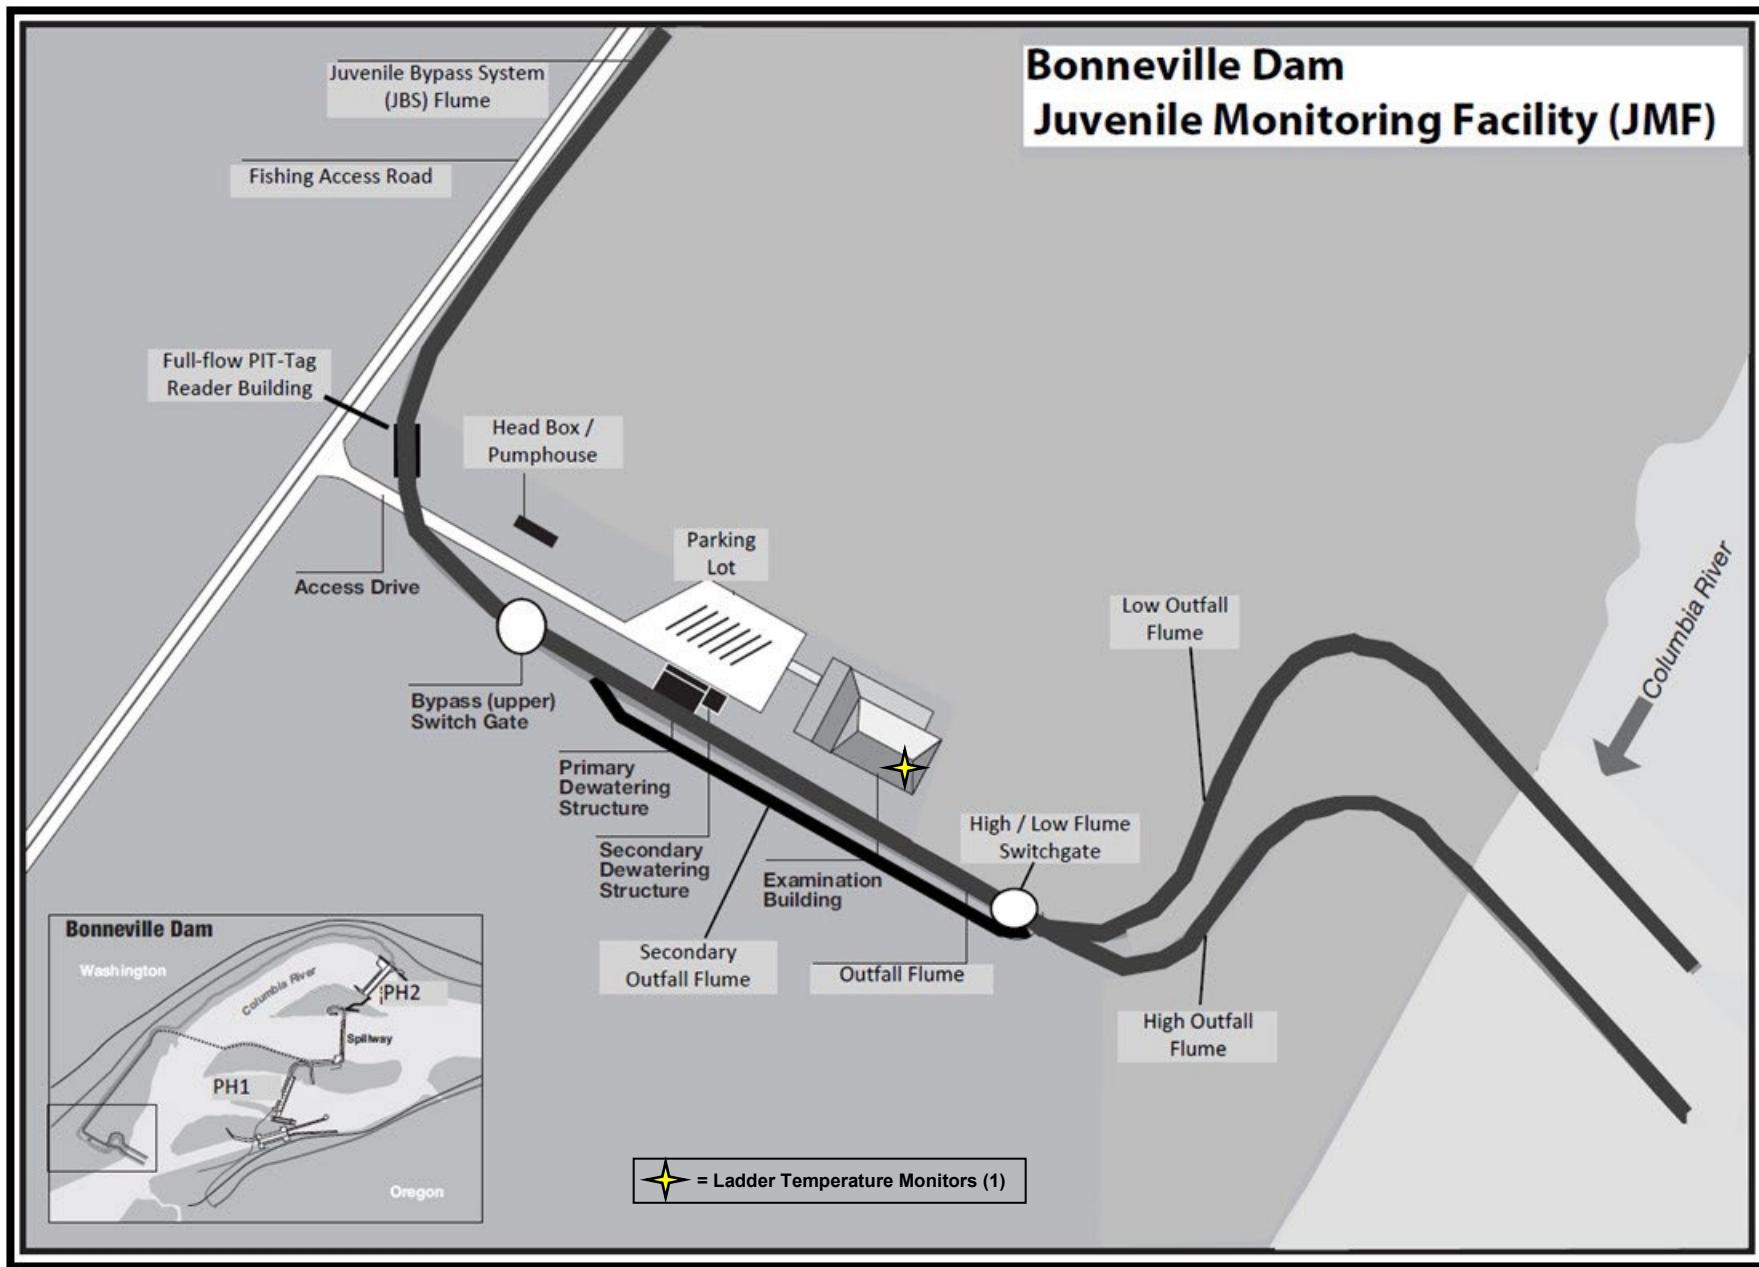 Bonneville Dam
Juvenile Monitoring Facility (JMF)
Juvenile Bypass System
(JBS) Flume
Fishing Access Road
Full-flow PIT-Tag
Reader Building
Head Box /
Pumphouse
Parking
Lot
Access Drive
Low Outfall
Flume
Columbia River
Bypass (upper)
Switch Gate
Primary
Dewatering
Structure
High / Low Flume
Switchgate
Secondary
Dewatering
Structure
Examination
Building
Secondary
Outfall Flume
Outfall Flume
High Outfall
Flume
Bonneville Dam
Washington
Columbia River
PH2
Spillway
PH1
Oregon
= Ladder Temperature Monitors (1)